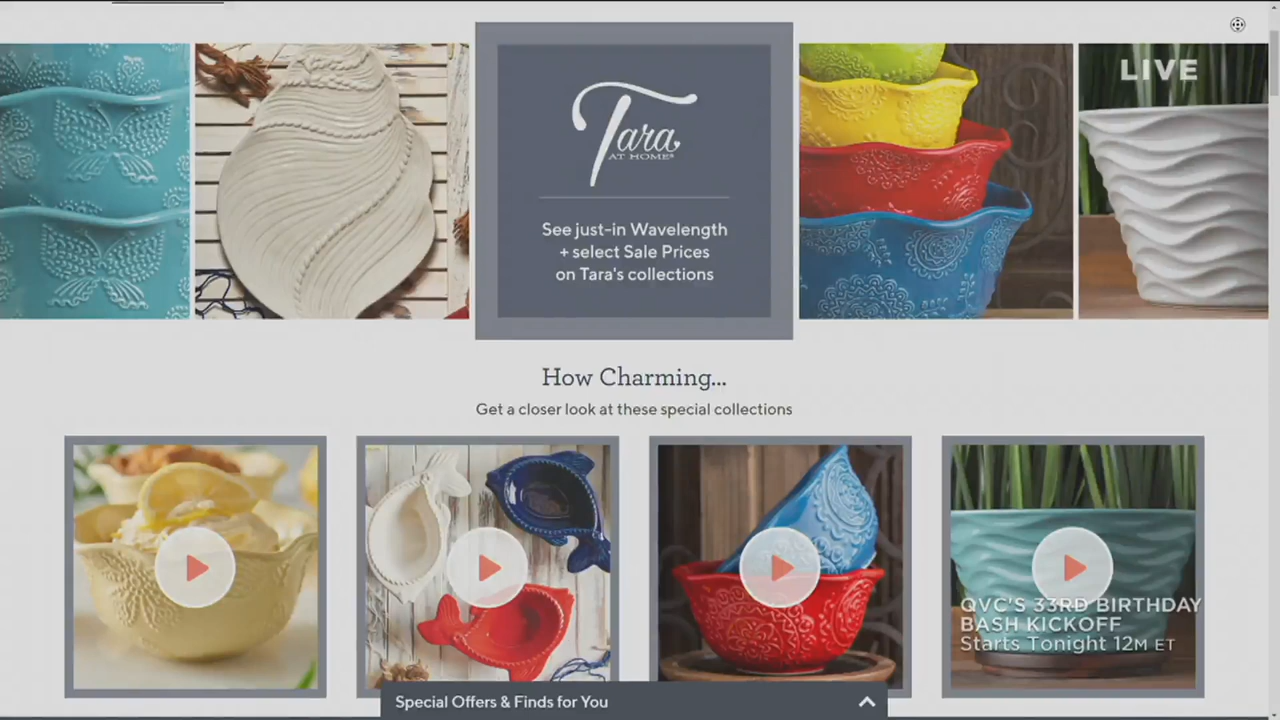 LIVE
Tara
AT HOME®
See just-in Wavelength
+ select Sale Prices
on Tara's collections
How Charming...
Get a closer look at these special collections
QVC'S 33RD BIRTHDAY
BASH KICKOFF
Starts Tonight 12M ET
Special Offers & Finds for You